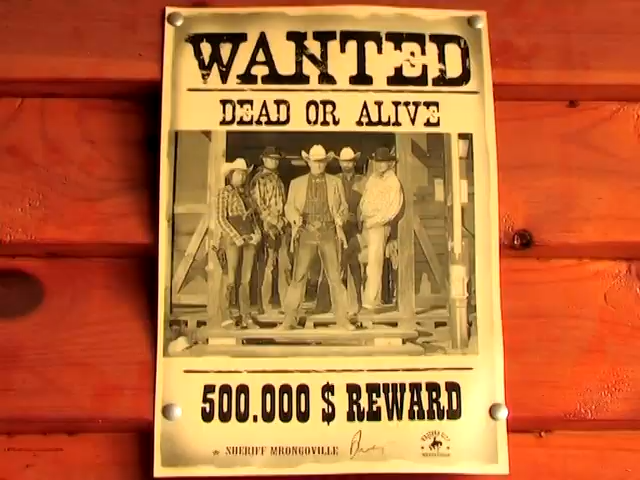 WANTED
DEAD OR ALIVE
500.000 $ REWARD
SHERIFF MRONGOVILLE